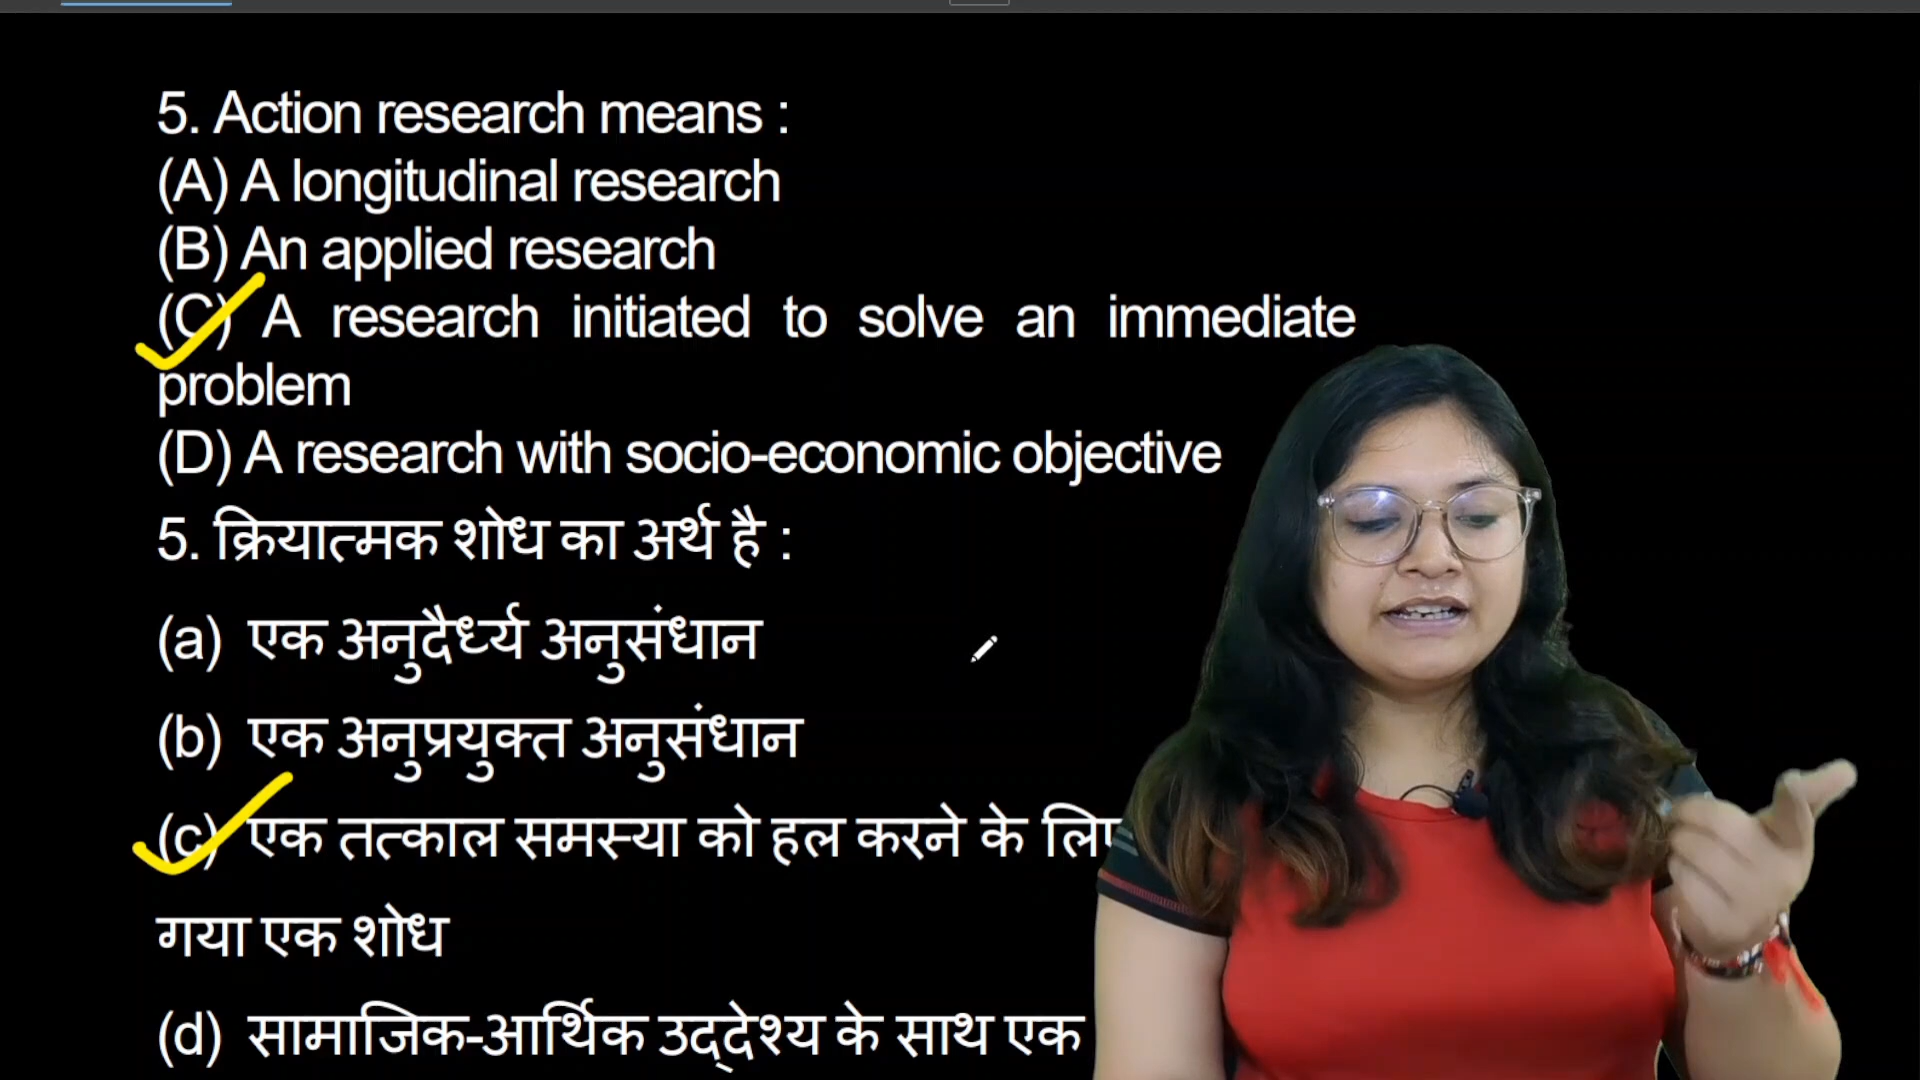 5. Action research means :
(A) A longitudinal research
(B) An applied research
(C) A research initiated to solve an immediate
problem
(D) A research with socio-economic objective
5. क्रियात्मक शोध का अर्थ है :
(a) एक अनुदैर्ध्य अनुसंधान
(b) एक अनुप्रयुक्त अनुसंधान
(c) एक तत्काल समस्या को हल करने के लिए
गया एक शोध
(d) सामाजिक-आर्थिक उद्देश्य के साथ एक